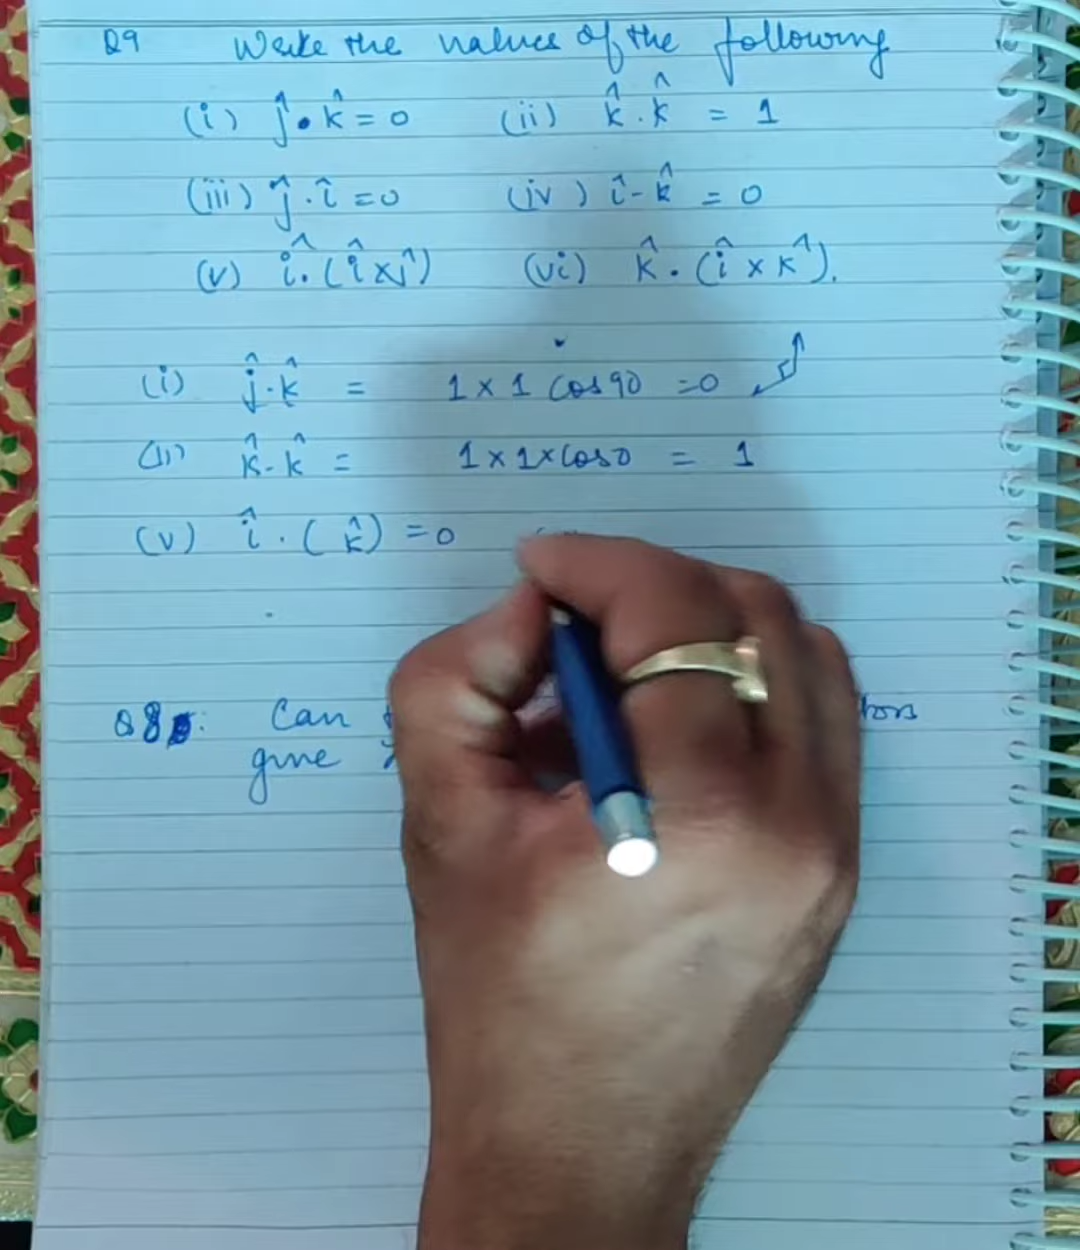 Q9 Write the values of the following
(i) ĵ • k̂ = 0 (ii) k̂ . k̂ = 1
(iii) ĵ . î = 0 (iv) î - k̂ = 0
(v) î . (î x ĵ) (vi) k̂ . (î x k̂).
(i) ĵ . k̂ = 1 x 1 cos 90 = 0
(ii) k̂ - k̂ = 1 x 1 x cos 0 = 1
(v) î . ( k̂ ) = 0
Q8 : Can
give